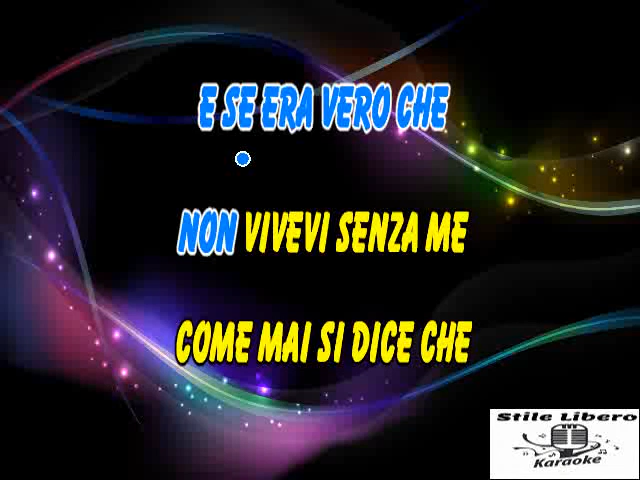 E SE ERA VERO CHE
NON VIVEVI SENZA ME
COME MAI SI DICE CHE
Stile Libero
Karaoke